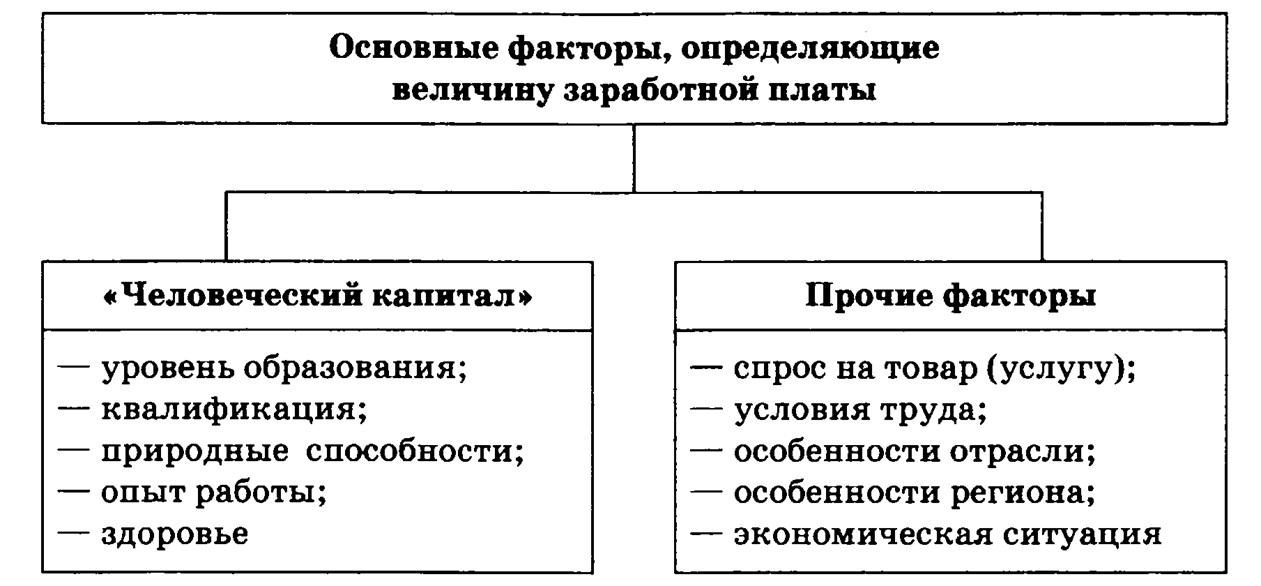 Основные факторы, определяющие
величину заработной платы
«Человеческий капитал»
— уровень образования;
— квалификация;
— природные способности;
— опыт работы;
— здоровье
Прочие факторы
— спрос на товар (услугу);
— условия труда;
— особенности отрасли;
— особенности региона;
— экономическая ситуация